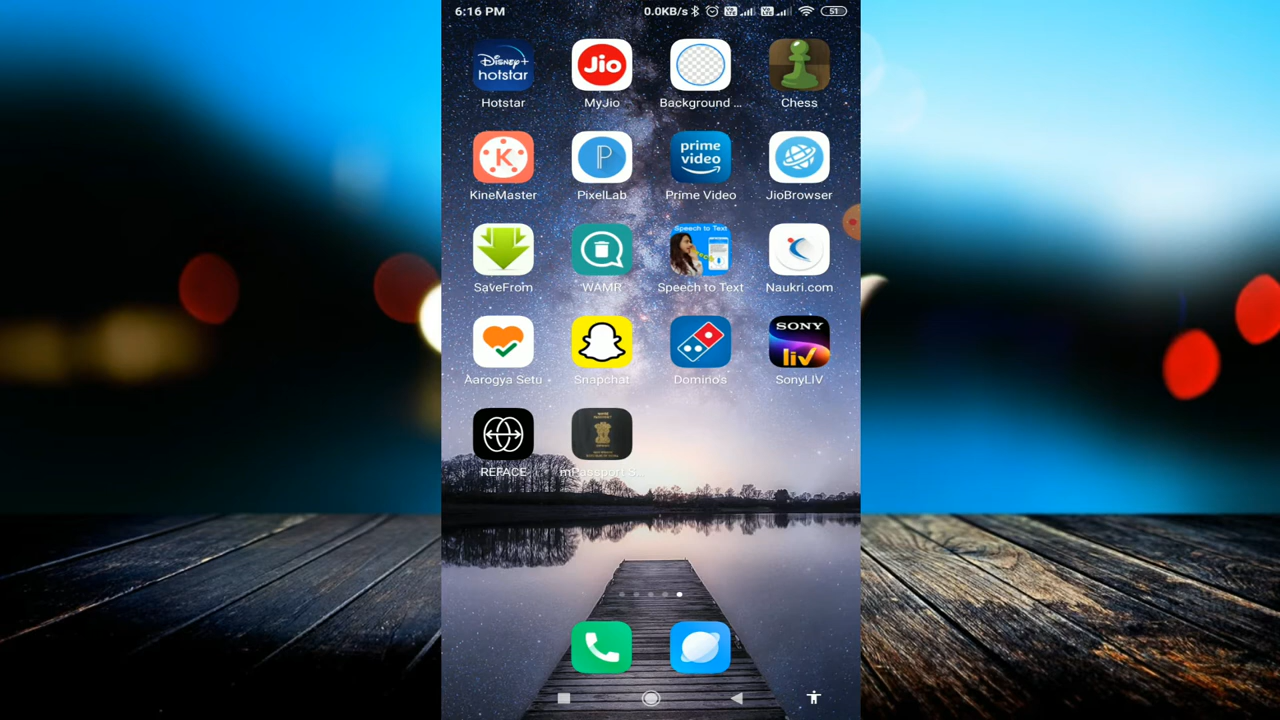 6:16 PM 0.0KB/s 51
Disney+ hotstar
Jio
Hotstar MyJio Background ... Chess
K P prime video
KineMaster PixelLab Prime Video JioBrowser
Speech to Text
SaveFrom WAMR Speech to Text Naukri.com
SONY liv
Aarogya Setu Snapchat Domino's SonyLIV
REFACE mPassport S...